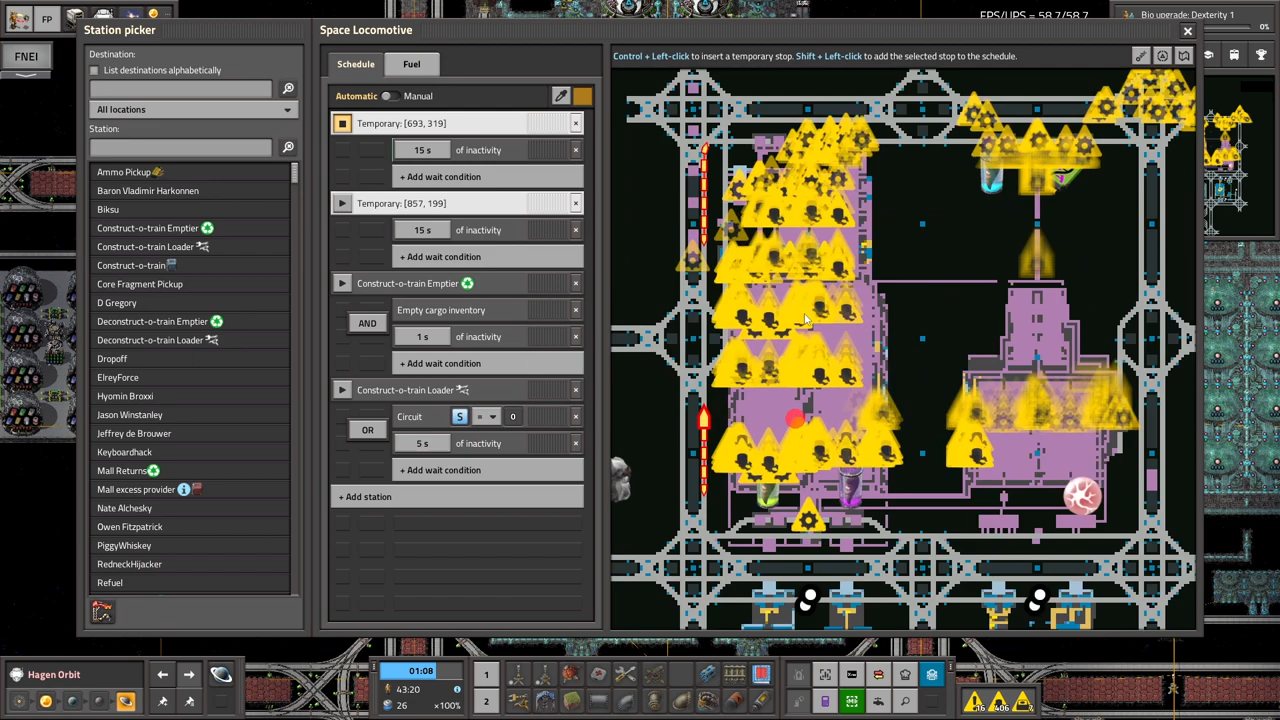 FP
FNEI
Station picker
Destination:
List destinations alphabetically
All locations
Station:
Ammo Pickup
Baron Vladimir Harkonnen
Biksu
Construct-o-train Emptier
Construct-o-train Loader
Construct-o-train
Core Fragment Pickup
D Gregory
Deconstruct-o-train Emptier
Deconstruct-o-train Loader
Dropoff
ElreyForce
Hyomin Broxxi
Jason Winstanley
Jeffrey de Brouwer
Keyboardhack
Mall Returns
Mall excess provider
Nate Alchesky
Owen Fitzpatrick
PiggyWhiskey
RedneckHijacker
Refuel
Space Locomotive
Schedule
Fuel
Automatic
Manual
Temporary: [693, 319]
15 s of inactivity
+ Add wait condition
Temporary: [857, 199]
15 s of inactivity
+ Add wait condition
Construct-o-train Emptier
Empty cargo inventory
AND
1 s of inactivity
+ Add wait condition
Construct-o-train Loader
Circuit S = 0
OR
5 s of inactivity
+ Add wait condition
+ Add station
Control + Left-click to insert a temporary stop. Shift + Left-click to add the selected stop to the schedule.
FPS/UPS = 58.7/58.7
Bio upgrade: Dexterity 1
0%
Hagen Orbit
01:08
43:20
26
×100%
1
2
406